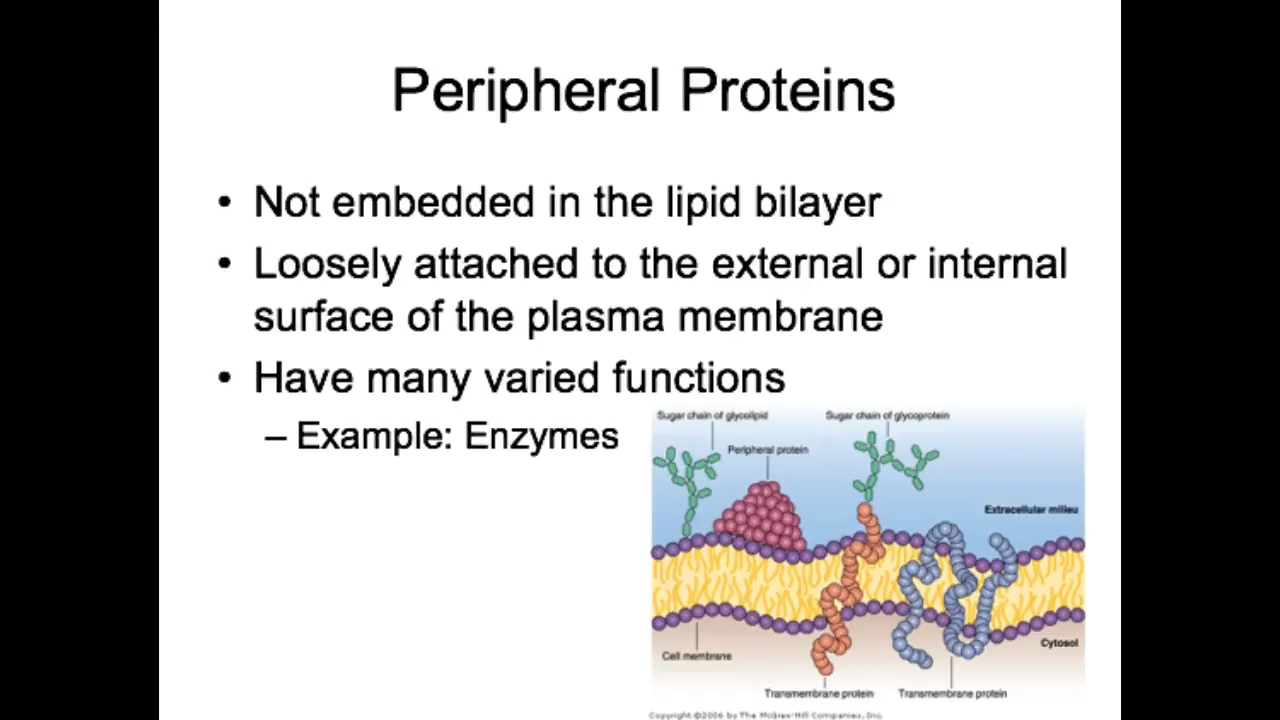 Peripheral Proteins
• Not embedded in the lipid bilayer
• Loosely attached to the external or internal
surface of the plasma membrane
• Have many varied functions
– Example: Enzymes
Sugar chain of glycolipid
Sugar chain of glycoprotein
Peripheral protein
Extracellular milieu
Cytosol
Cell membrane
Transmembrane protein
Transmembrane protein
Copyright ©2006 by The McGraw-Hill Companies, Inc.